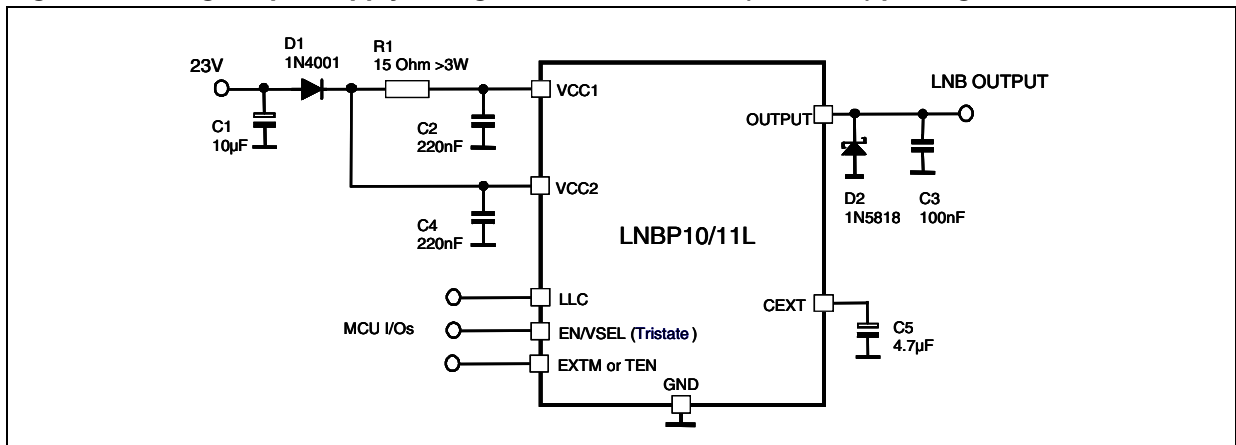 D1
1N4001
R1
15 Ohm >3W
23V
C1
10µF
C2
220nF
VCC1
VCC2
C4
220nF
LNBP10/11L
OUTPUT
LNB OUTPUT
D2
1N5818
C3
100nF
CEXT
C5
4.7µF
MCU I/Os
LLC
EN/VSEL (Tristate )
EXTM or TEN
GND